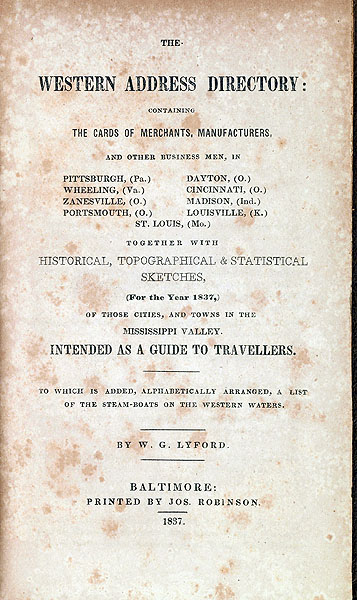 THE
WESTERN ADDRESS DIRECTORY:
CONTAINING
THE CARDS OF MERCHANTS, MANUFACTURERS,
AND OTHER BUSINESS MEN, IN
PITTSBURGH, (Pa.) DAYTON, (O.)
WHEELING, (Va.) CINCINNATI, (O.)
ZANESVILLE, (O.) MADISON, (Ind.)
PORTSMOUTH, (O.) LOUISVILLE, (K.)
ST. LOUIS, (Mo.)
TOGETHER WITH
HISTORICAL, TOPOGRAPHICAL & STATISTICAL
SKETCHES,
(For the Year 1837,)
OF THOSE CITIES, AND TOWNS IN THE
MISSISSIPPI VALLEY.
INTENDED AS A GUIDE TO TRAVELLERS.
TO WHICH IS ADDED, ALPHABETICALLY ARRANGED, A LIST
OF THE STEAM-BOATS ON THE WESTERN WATERS.
BY W. G. LYFORD.
BALTIMORE:
PRINTED BY JOS. ROBINSON.
1837.